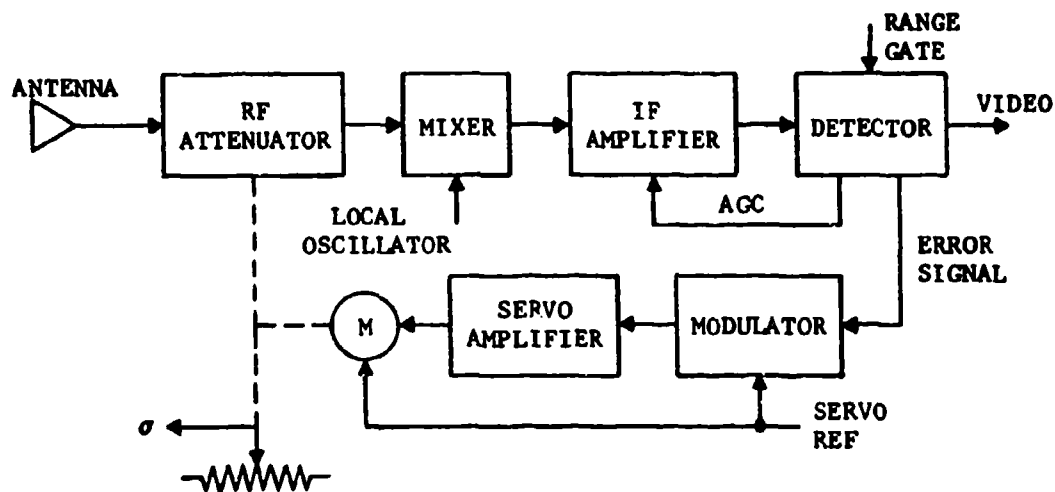 RANGE
GATE
ANTENNA
RF
ATTENUATOR
MIXER
IF
AMPLIFIER
DETECTOR
VIDEO
AGC
LOCAL
OSCILLATOR
ERROR
SIGNAL
M
SERVO
AMPLIFIER
MODULATOR
SERVO
REF
σ